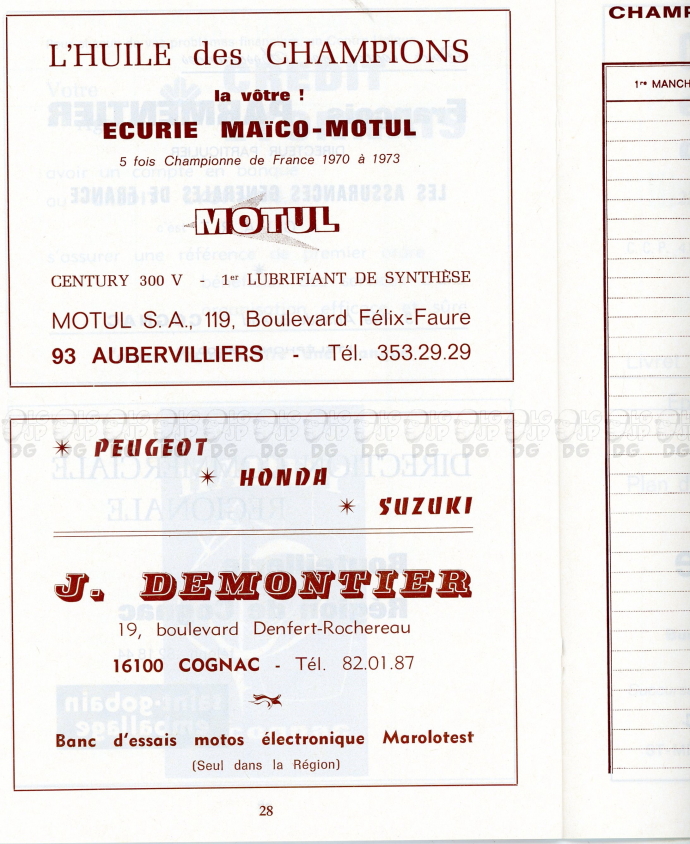 L'HUILE des CHAMPIONS
la vôtre !
ECURIE MAÏCO-MOTUL
5 fois Championne de France 1970 à 1973
MOTUL
CENTURY 300 V - 1er LUBRIFIANT DE SYNTHÈSE
MOTUL S.A., 119, Boulevard Félix-Faure
93 AUBERVILLIERS - Tél. 353.29.29
PEUGEOT
HONDA
SUZUKI
J. DEMONTIER
19, boulevard Denfert-Rochereau
16100 COGNAC - Tél. 82.01.87
Banc d'essais motos électronique Marolotest
(Seul dans la Région)
28
CHAMP
1re MANCH